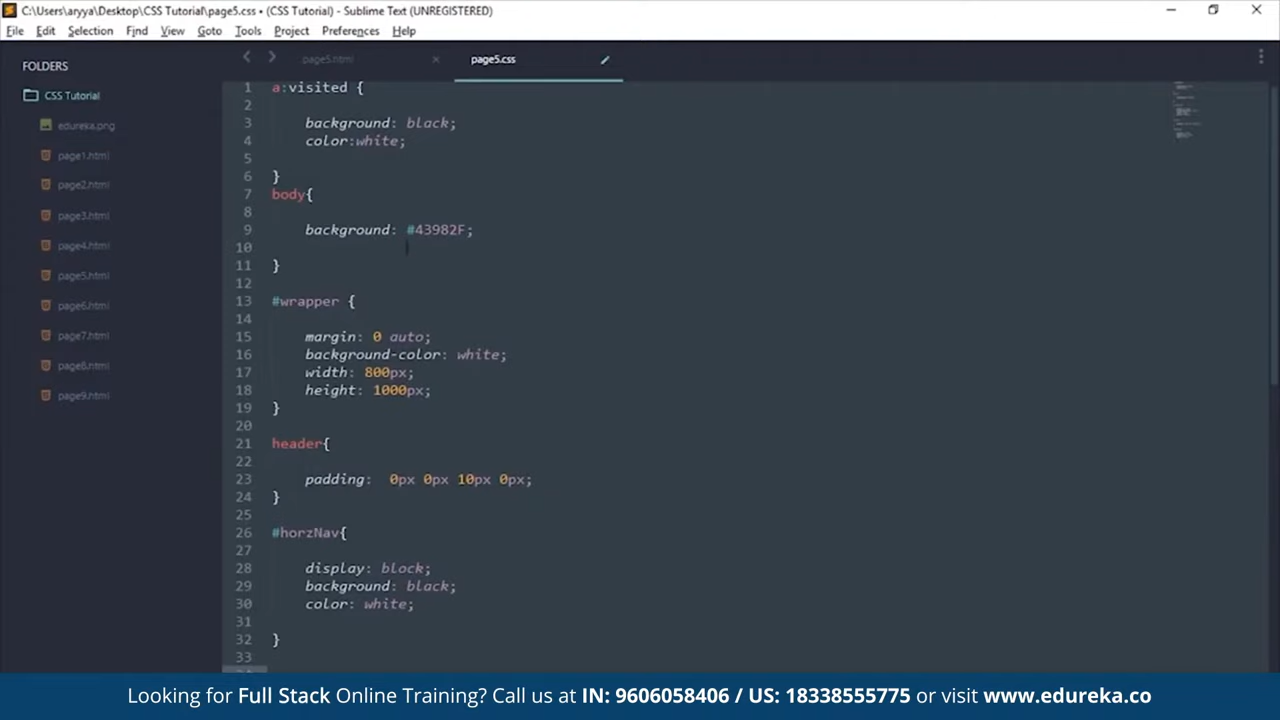 C:\Users\aryya\Desktop\CSS Tutorial\page5.css • (CSS Tutorial) - Sublime Text (UNREGISTERED)
File Edit Selection Find View Goto Tools Project Preferences Help
FOLDERS
CSS Tutorial
edureka.png
page1.html
page2.html
page3.html
page4.html
page5.html
page6.html
page7.html
page8.html
page9.html
page5.html
page5.css
1 a:visited {
2
3 background: black;
4 color:white;
5
6 }
7 body{
8
9 background: #43982F;
10
11 }
12
13 #wrapper {
14
15 margin: 0 auto;
16 background-color: white;
17 width: 800px;
18 height: 1000px;
19 }
20
21 header{
22
23 padding:  0px 0px 10px 0px;
24 }
25
26 #horzNav{
27
28 display: block;
29 background: black;
30 color: white;
31
32 }
33
Looking for Full Stack Online Training? Call us at IN: 9606058406 / US: 18338555775 or visit www.edureka.co